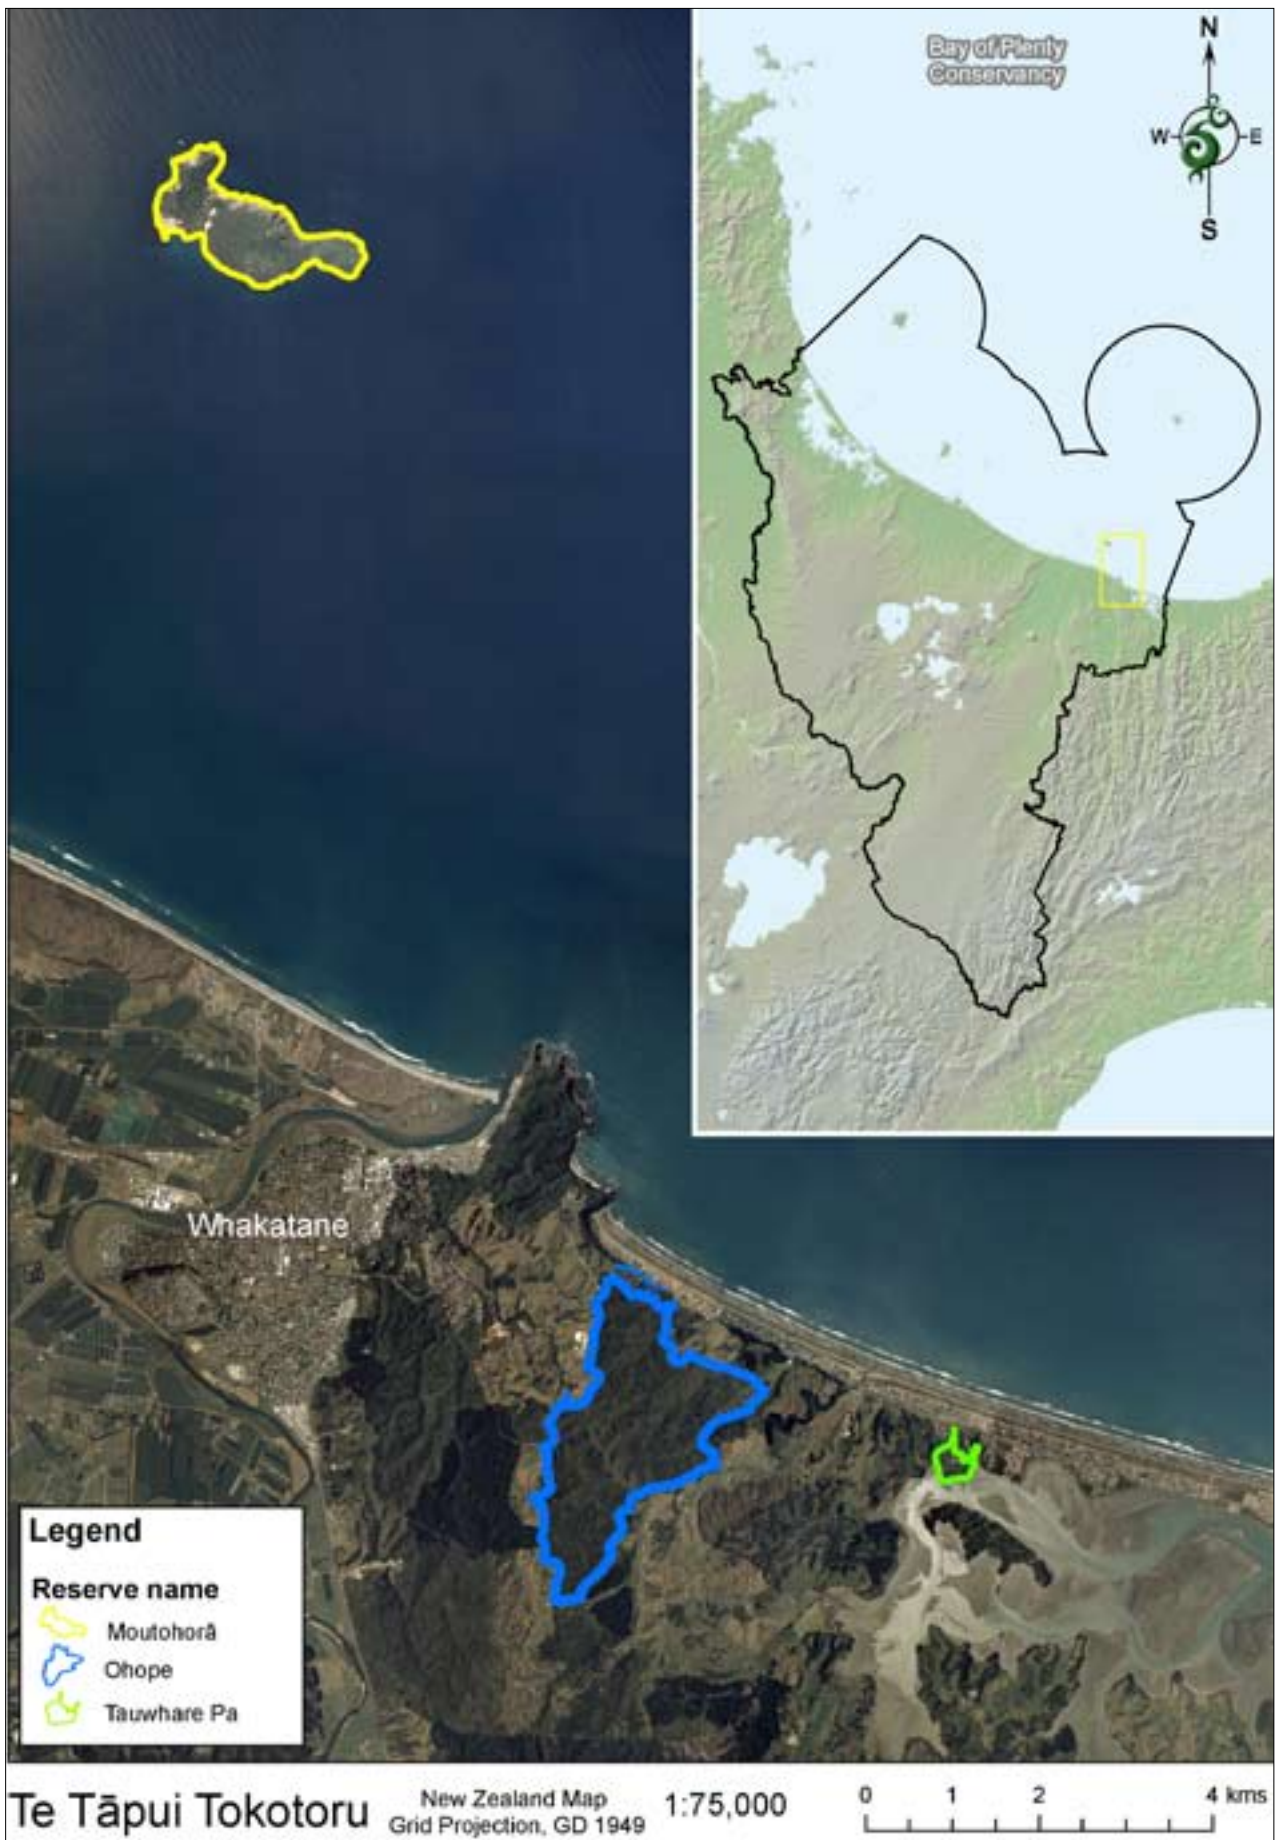 Bay of Plenty
Conservancy
N
W
E
S
Whakatane
Legend
Reserve name
Moutohorā
Ohope
Tauwhare Pa
Te Tāpui Tokotoru
New Zealand Map
Grid Projection, GD 1949
1:75,000
0 1 2 4 kms